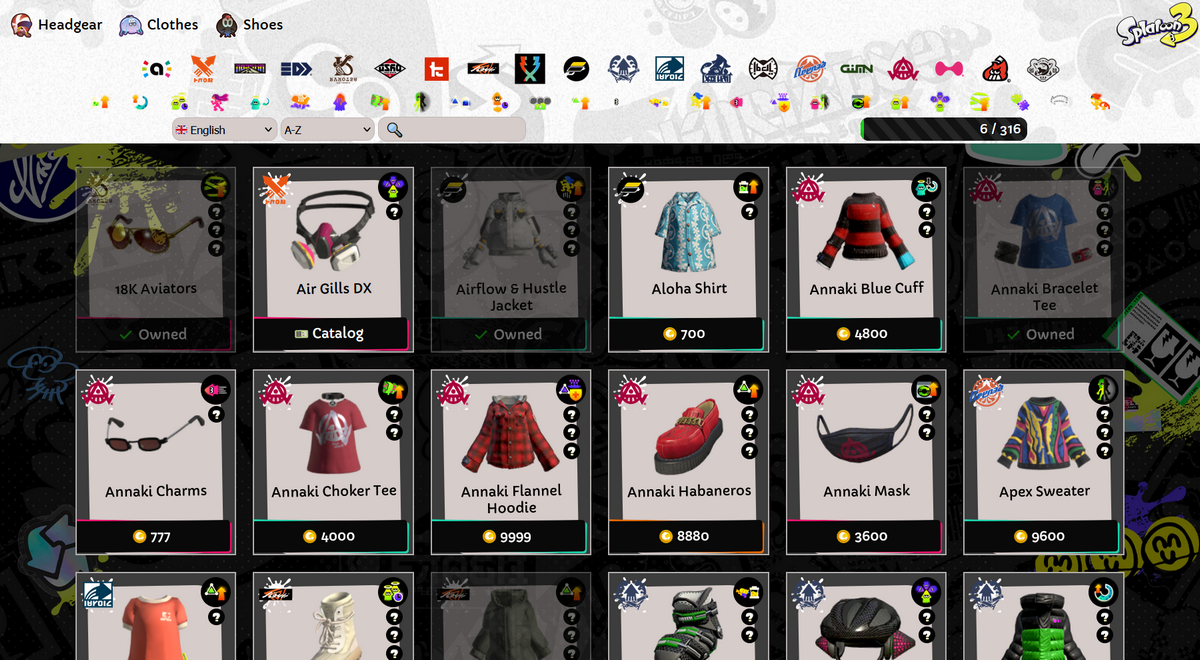 Headgear
Clothes
Shoes
Splatoon 3
English
A-Z
6 / 316
18K Aviators
Owned
Air Gills DX
Catalog
Airflow & Hustle
Jacket
Owned
Aloha Shirt
700
Annaki Blue Cuff
4800
Annaki Bracelet
Tee
Owned
Annaki Charms
777
Annaki Choker Tee
4000
Annaki Flannel
Hoodie
9999
Annaki Habaneros
8880
Annaki Mask
3600
Apex Sweater
9600